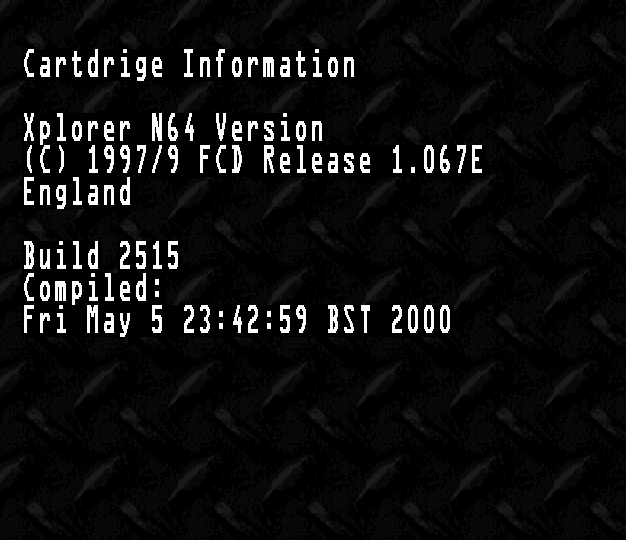 Cartdrige Information
Xplorer N64 Version
(C) 1997/9 FCD Release 1.067E
England
Build 2515
Compiled:
Fri May 5 23:42:59 BST 2000